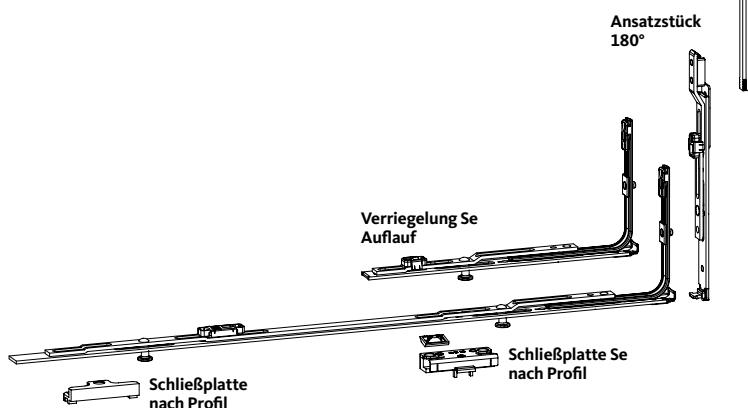 Ansatzstück
180°
Verriegelung Se
Auflauf
Schließplatte Se
nach Profil
Schließplatte
nach Profil